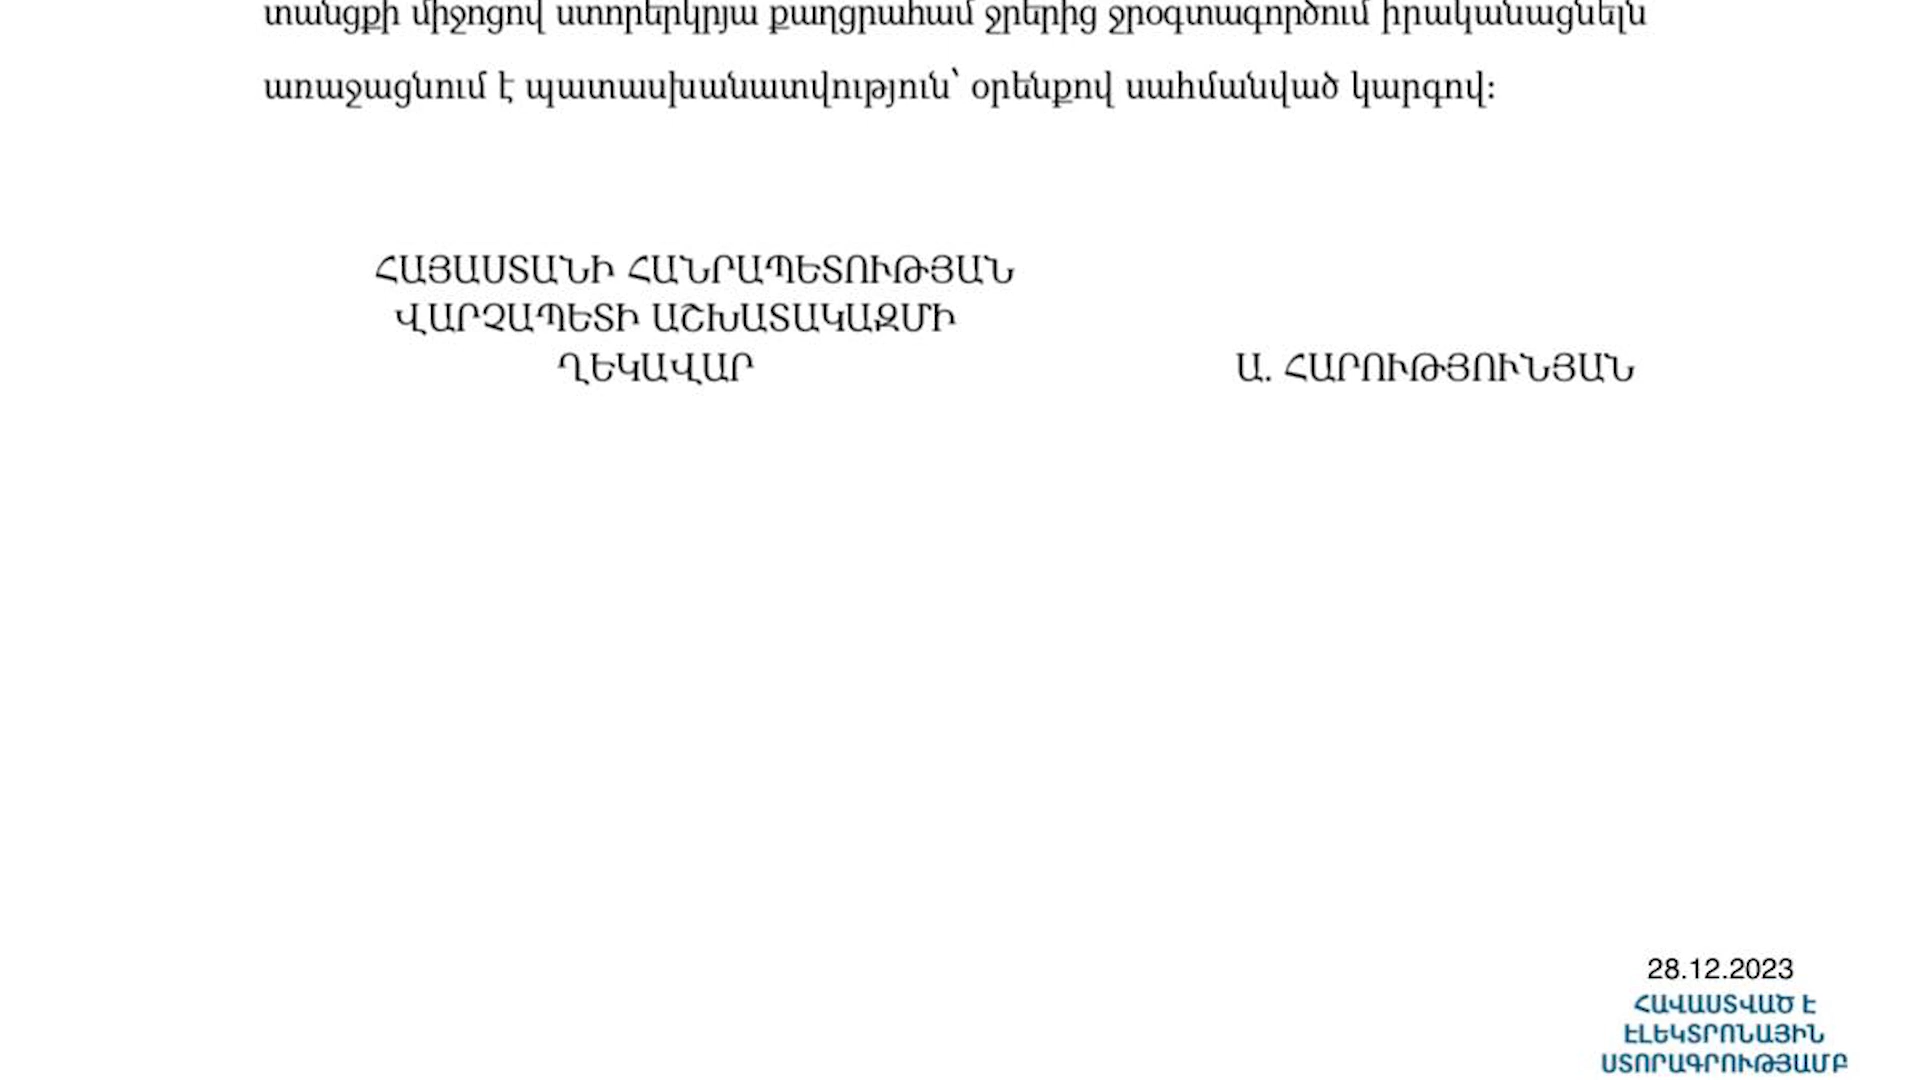 տանցքի միջոցով ստորերկրյա քաղցրահամ ջրերից ջրօգտագործում իրականացնելն
առաջացնում է պատասխանատվություն՝ օրենքով սահմանված կարգով։
ՀԱՅԱՍՏԱՆԻ ՀԱՆՐԱՊԵՏՈՒԹՅԱՆ
ՎԱՐՉԱՊԵՏԻ ԱՇԽԱՏԱԿԱԶՄԻ
ՂԵԿԱՎԱՐ
Ա. ՀԱՐՈՒԹՅՈՒՆՅԱՆ
28.12.2023
ՀԱՎԱՍՏՎԱԾ Է
ԷԼԵԿՏՐՈՆԱՅԻՆ
ՍՏՈՐԱԳՐՈՒԹՅԱՄԲ